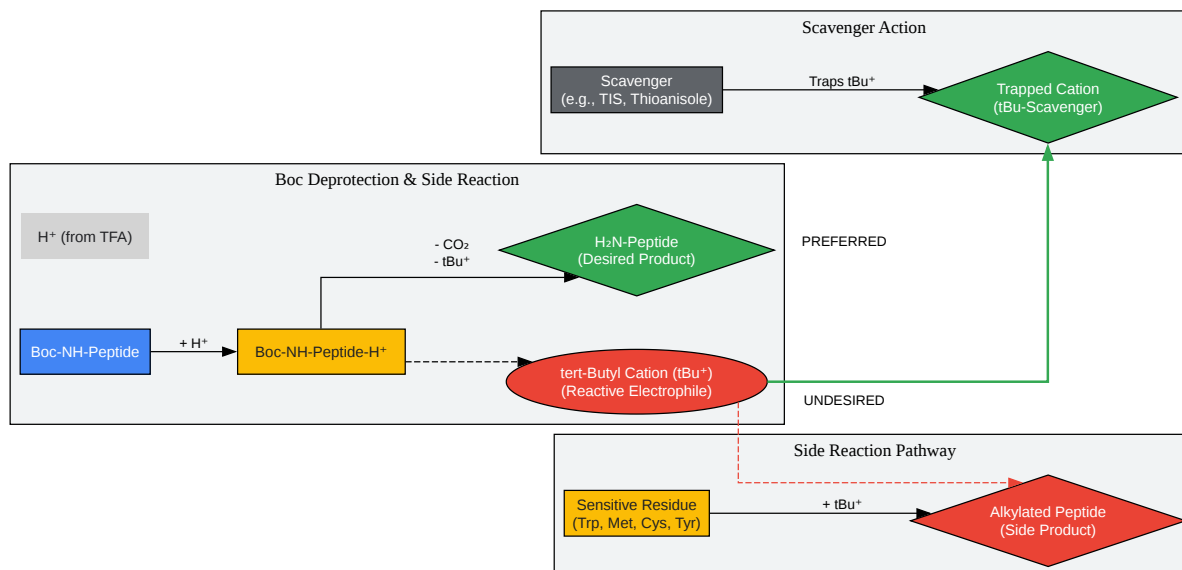 Scavenger Action
Scavenger
(e.g., TIS, Thioanisole)
Traps tBu⁺
Trapped Cation
(tBu-Scavenger)
Boc Deprotection & Side Reaction
H⁺ (from TFA)
- CO₂
- tBu⁺
H₂N-Peptide
(Desired Product)
PREFERRED
Boc-NH-Peptide
+ H⁺
Boc-NH-Peptide-H⁺
tert-Butyl Cation (tBu⁺)
(Reactive Electrophile)
UNDESIRED
Side Reaction Pathway
Sensitive Residue
(Trp, Met, Cys, Tyr)
+ tBu⁺
Alkylated Peptide
(Side Product)